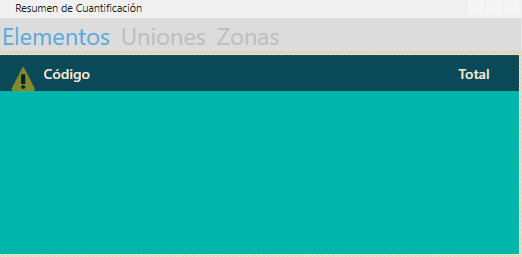 Resumen de Cuantificación
Elementos Uniones Zonas
Código Total